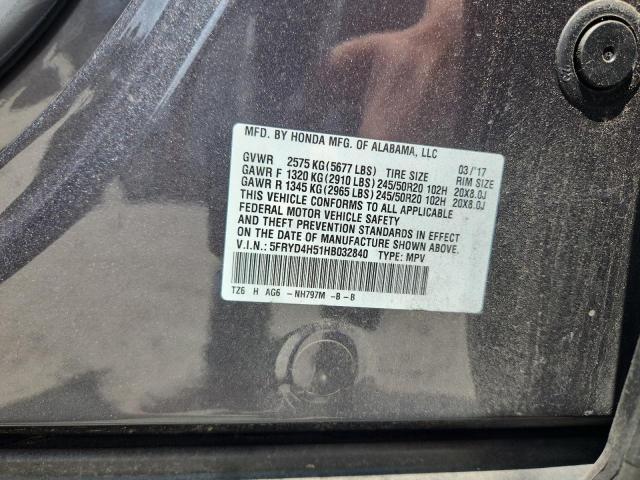 MFD. BY HONDA MFG. OF ALABAMA, LLC
GVWR 2575 KG(5677 LBS) TIRE SIZE 03/'17 RIM SIZE
GAWR F 1320 KG(2910 LBS) 245/50R20 102H 20X8.0J
GAWR R 1345 KG(2965 LBS) 245/50R20 102H 20X8.0J
THIS VEHICLE CONFORMS TO ALL APPLICABLE
FEDERAL MOTOR VEHICLE SAFETY
AND THEFT PREVENTION STANDARDS IN EFFECT
ON THE DATE OF MANUFACTURE SHOWN ABOVE.
V.I.N.: 5FRYD4H51HB032840 TYPE: MPV
TZ6 H AG6 -NH797M -B-B